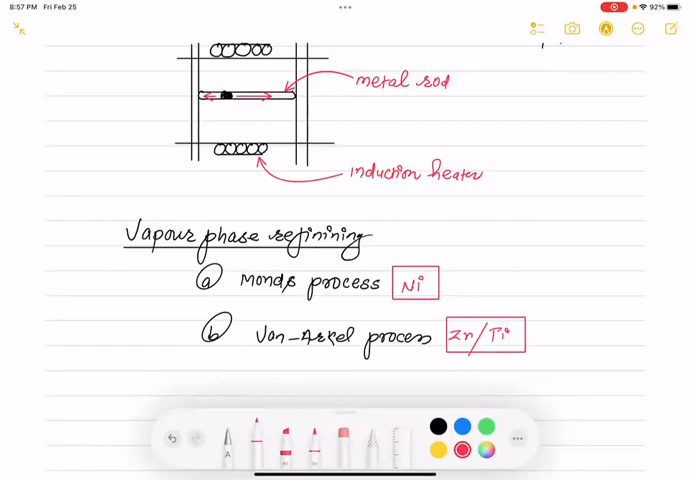 8:57 PM Fri Feb 25
92%
metal rod
induction heater
Vapour phase refinining
a Monds process Ni
b Van-Arkel process Zr/Ti
A